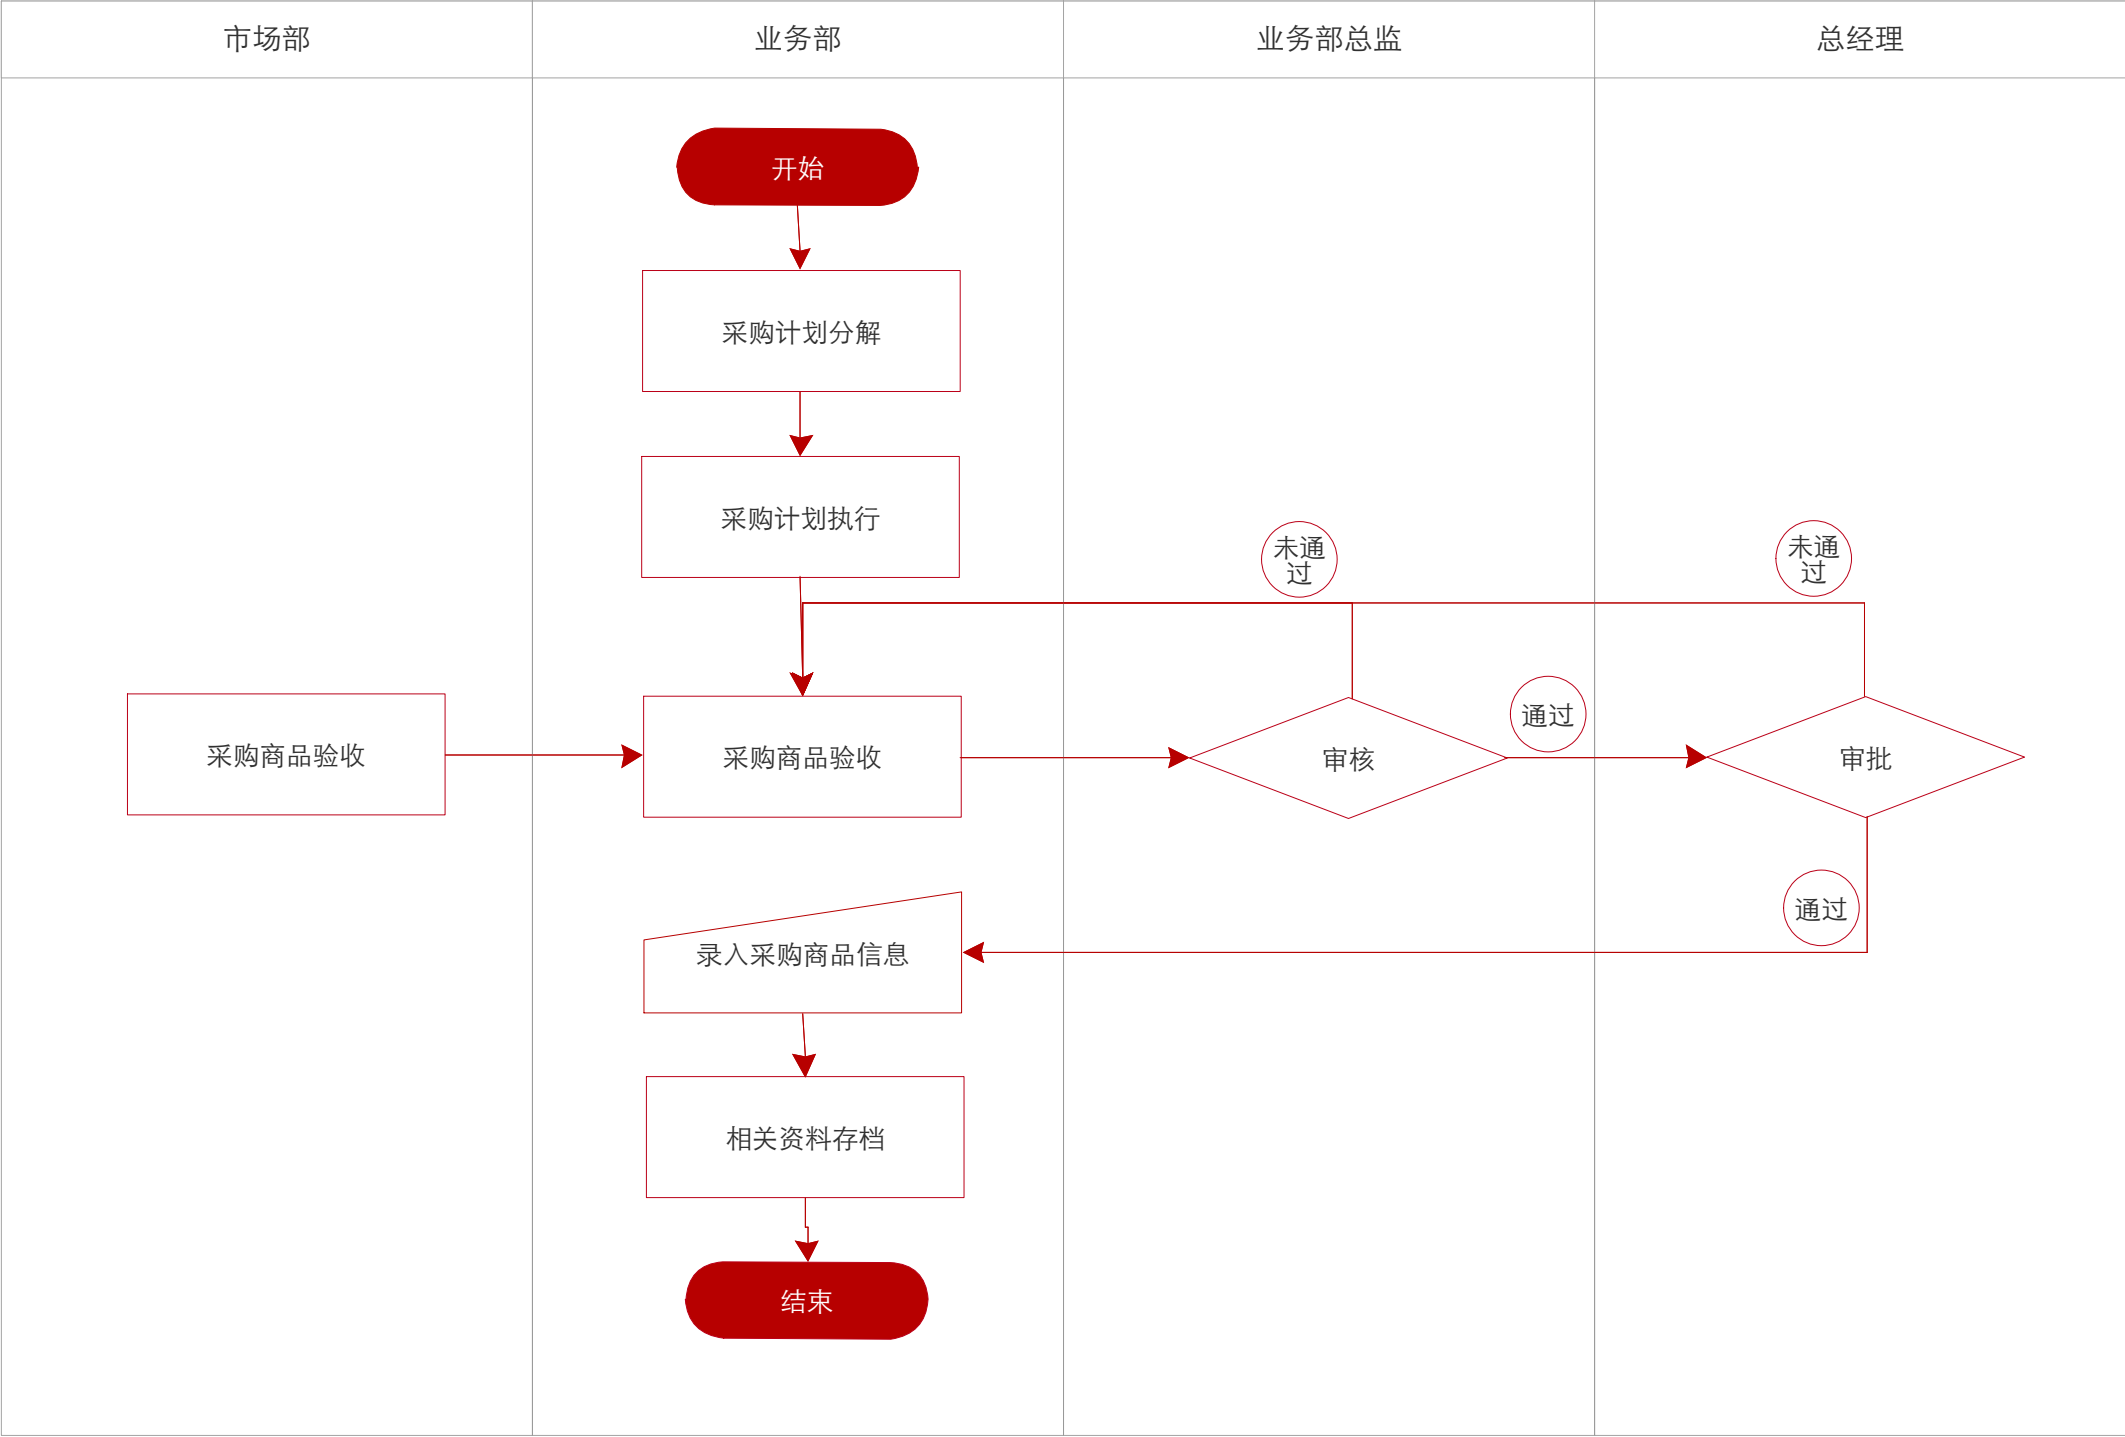 市场部
业务部
业务部总监
总经理
开始
采购计划分解
采购计划执行
未通
过
未通
过
采购商品验收
采购商品验收
审核
通过
审批
通过
录入采购商品信息
相关资料存档
结束